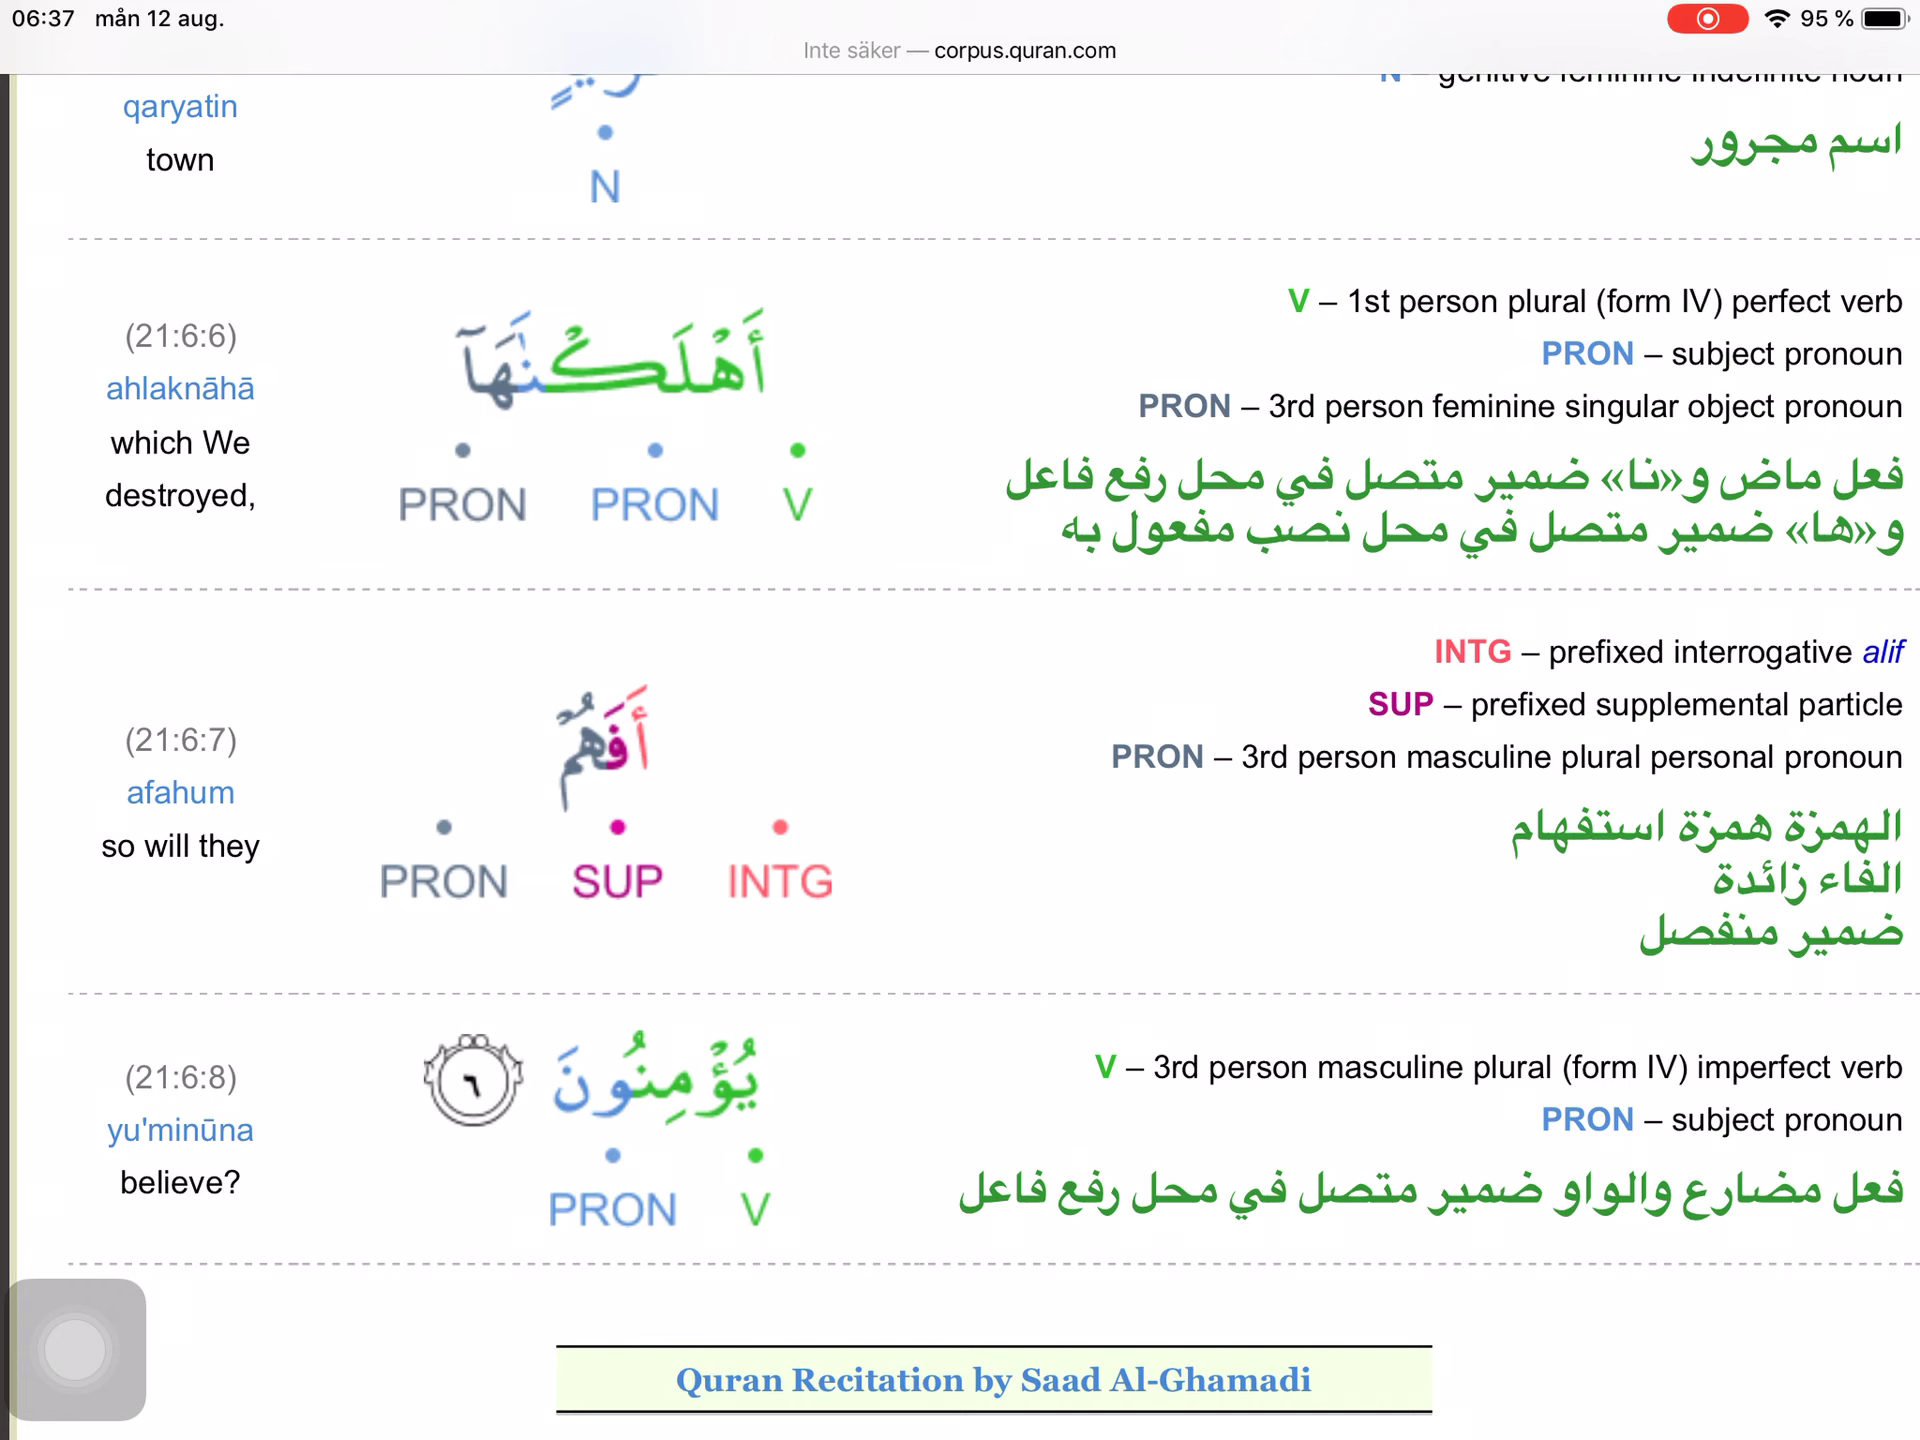 06:37 mån 12 aug.
95 %
Inte säker — corpus.quran.com
qaryatin
town
N
N – genitive feminine indefinite noun
اسم مجرور
(21:6:6)
ahlaknāhā
which We
destroyed,
أَهْلَكْنَٰهَآ
PRON PRON V
V – 1st person plural (form IV) perfect verb
PRON – subject pronoun
PRON – 3rd person feminine singular object pronoun
فعل ماض و«نا» ضمير متصل في محل رفع فاعل
و«ها» ضمير متصل في محل نصب مفعول به
(21:6:7)
afahum
so will they
أَفَهُمْ
PRON SUP INTG
INTG – prefixed interrogative alif
SUP – prefixed supplemental particle
PRON – 3rd person masculine plural personal pronoun
الهمزة همزة استفهام
الفاء زائدة
ضمير منفصل
(21:6:8)
yu'minūna
believe?
يُؤْمِنُونَ ٦
PRON V
V – 3rd person masculine plural (form IV) imperfect verb
PRON – subject pronoun
فعل مضارع والواو ضمير متصل في محل رفع فاعل
Quran Recitation by Saad Al-Ghamadi